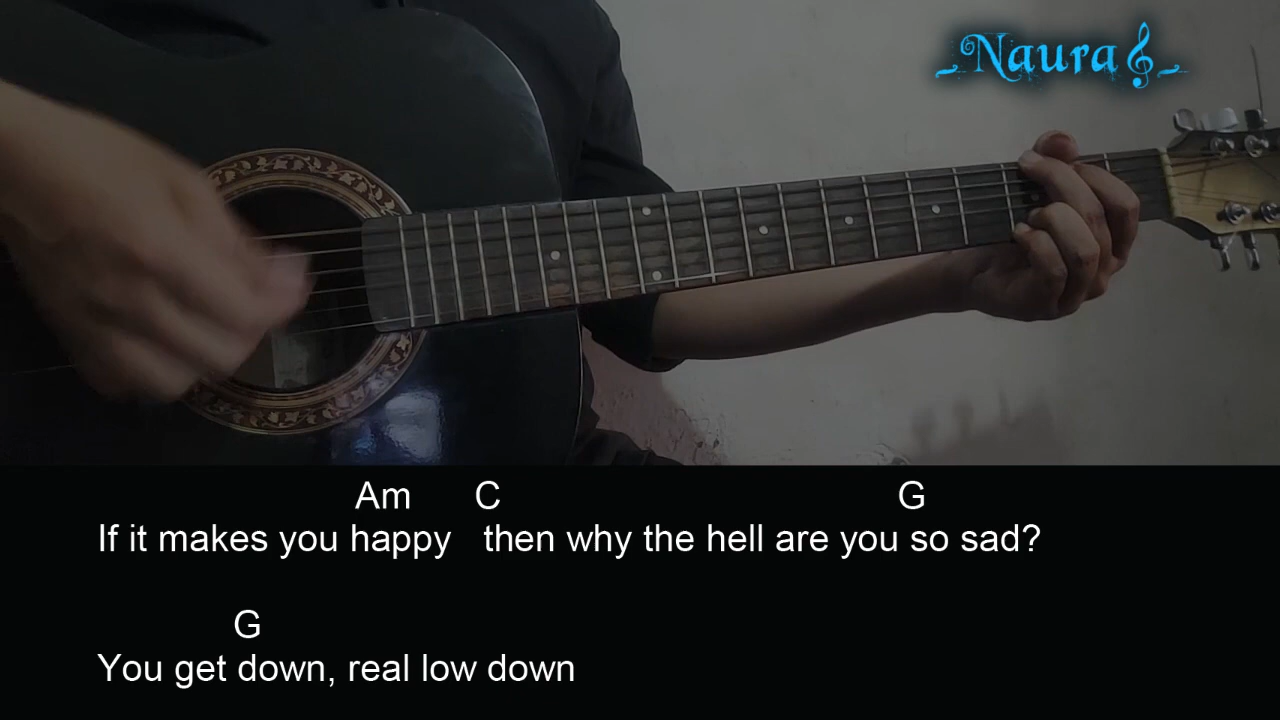 Naura
Am C G
If it makes you happy then why the hell are you so sad?
G
You get down, real low down